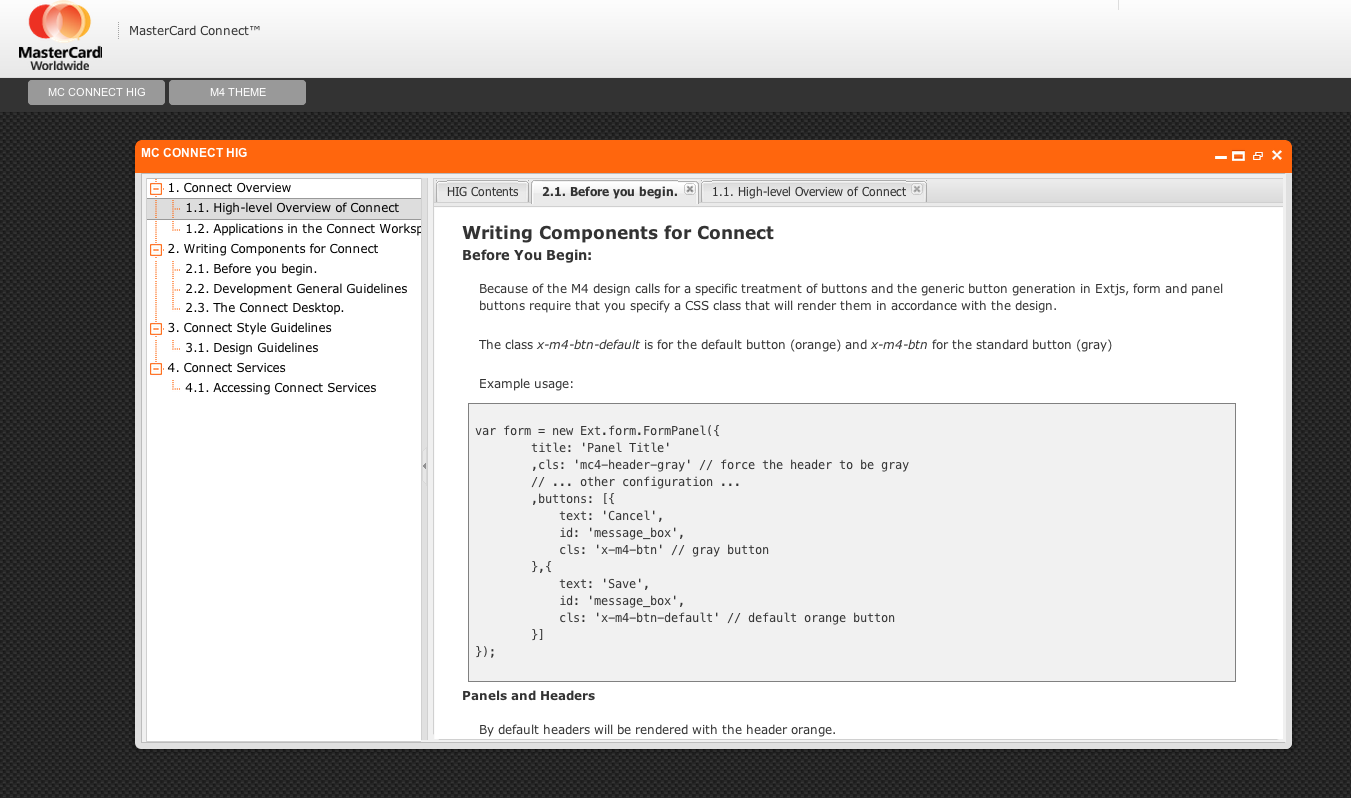 MasterCard
Worldwide
MasterCard Connect™
MC CONNECT HIG
M4 THEME
MC CONNECT HIG
1. Connect Overview
1.1. High-level Overview of Connect
1.2. Applications in the Connect Worksp
2. Writing Components for Connect
2.1. Before you begin.
2.2. Development General Guidelines
2.3. The Connect Desktop.
3. Connect Style Guidelines
3.1. Design Guidelines
4. Connect Services
4.1. Accessing Connect Services
HIG Contents
2.1. Before you begin.
1.1. High-level Overview of Connect
Writing Components for Connect
Before You Begin:
Because of the M4 design calls for a specific treatment of buttons and the generic button generation in Extjs, form and panel
buttons require that you specify a CSS class that will render them in accordance with the design.
The class x-m4-btn-default is for the default button (orange) and x-m4-btn for the standard button (gray)
Example usage:
var form = new Ext.form.FormPanel({
title: 'Panel Title'
,cls: 'mc4-header-gray' // force the header to be gray
// ... other configuration ...
,buttons: [{
text: 'Cancel',
id: 'message_box',
cls: 'x-m4-btn' // gray button
},{
text: 'Save',
id: 'message_box',
cls: 'x-m4-btn-default' // default orange button
}]
});
Panels and Headers
By default headers will be rendered with the header orange.